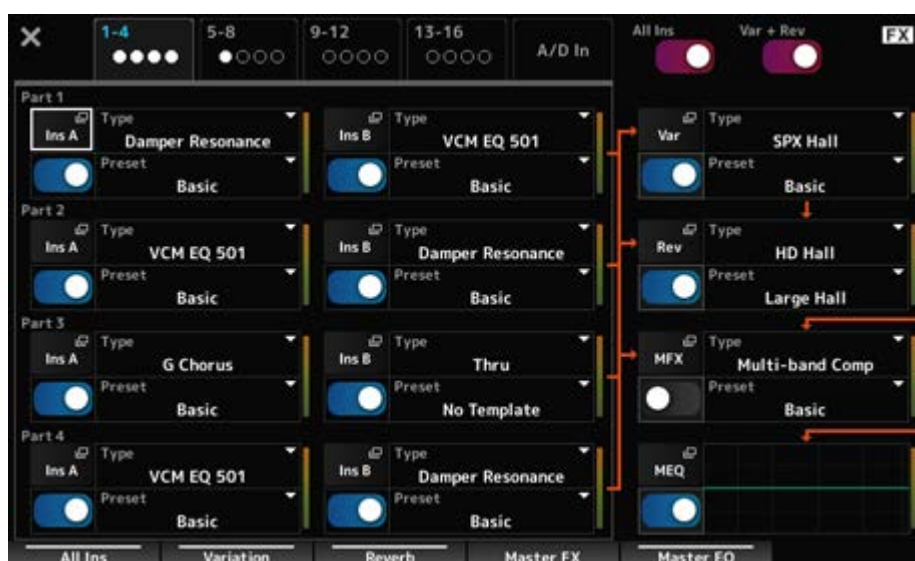 1-4 5-8 9-12 13-16 A/D In All Ins Var + Rev FX
Part 1
Ins A Type Damper Resonance Ins B Type VCM EQ 501 Var Type SPX Hall
Preset Basic Preset Basic Preset Basic
Part 2
Ins A Type VCM EQ 501 Ins B Type Damper Resonance Rev Type HD Hall
Preset Basic Preset Basic Preset Large Hall
Part 3
Ins A Type G Chorus Ins B Type Thru MFX Type Multi-band Comp
Preset Basic Preset No Template Preset Basic
Part 4
Ins A Type VCM EQ 501 Ins B Type Damper Resonance MEQ
Preset Basic Preset Basic
All Ins Variation Reverb Master FX Master EQ